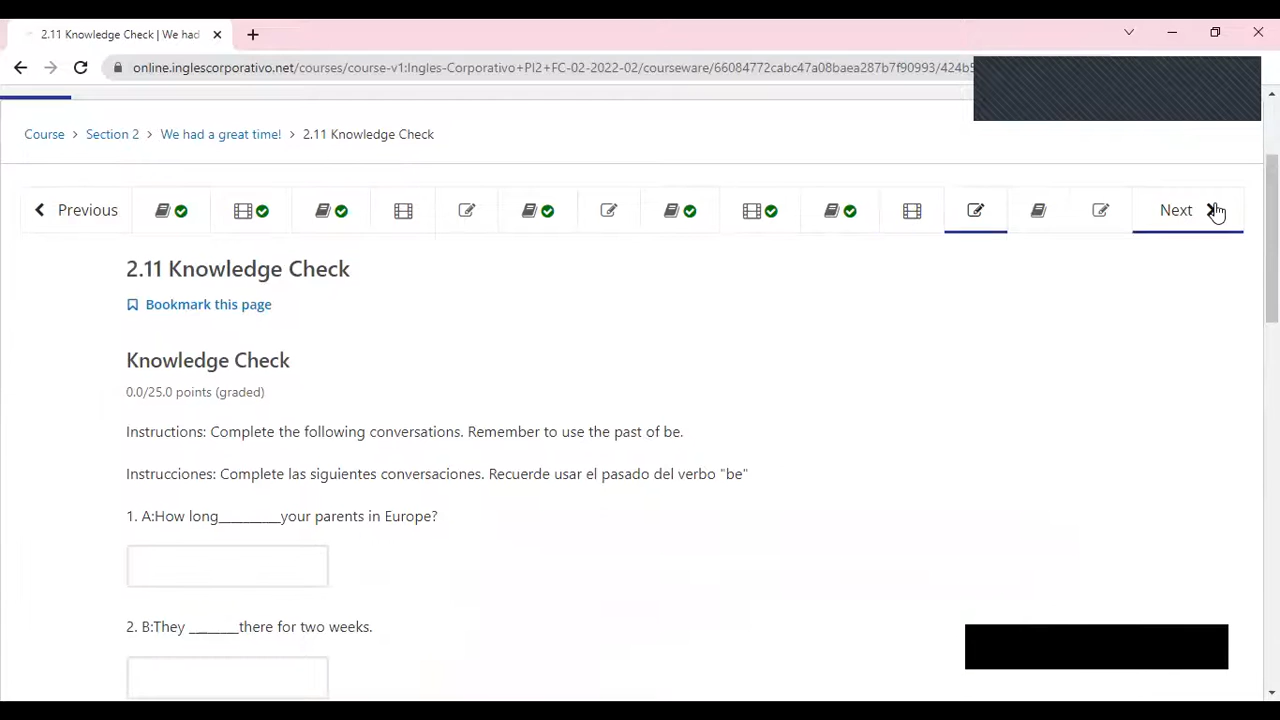 2.11 Knowledge Check | We had
online.inglescorporativo.net/courses/course-v1:Ingles-Corporativo+PI2+FC-02-2022-02/courseware/66084772cabc47a08baea287b7f90993/424b5
Course > Section 2 > We had a great time! > 2.11 Knowledge Check
Previous Next
2.11 Knowledge Check
Bookmark this page
Knowledge Check
0.0/25.0 points (graded)
Instructions: Complete the following conversations. Remember to use the past of be.
Instrucciones: Complete las siguientes conversaciones. Recuerde usar el pasado del verbo "be"
1. A:How long__________your parents in Europe?
2. B:They ________there for two weeks.